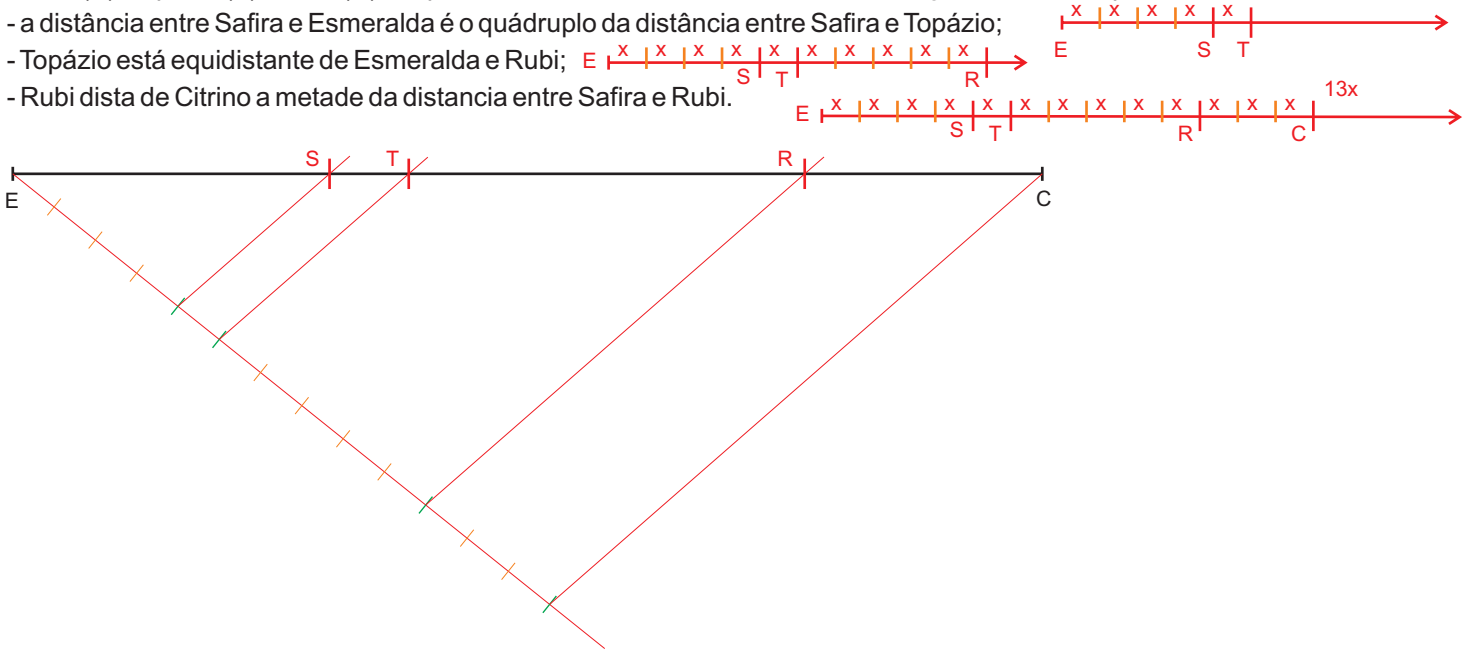 - a distância entre Safira e Esmeralda é o quádruplo da distância entre Safira e Topázio;
x x x x x
E S T
- Topázio está equidistante de Esmeralda e Rubi;
E x x x x x x x x x x
S T R
- Rubi dista de Citrino a metade da distancia entre Safira e Rubi.
13x
E x x x x x x x x x x x x x
S T R C
S T R
E C